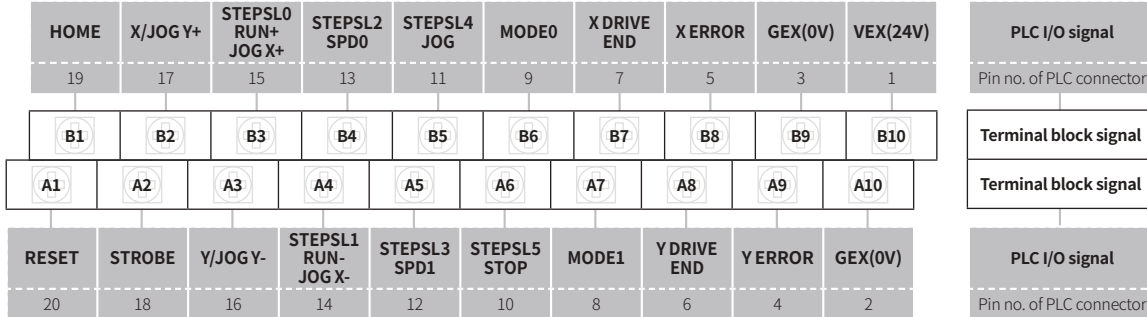 HOME X/JOG Y+ STEPSL0 RUN+ JOG X+ STEPSL2 SPD0 STEPSL4 JOG MODE0 X DRIVE END X ERROR GEX(0V) VEX(24V) PLC I/O signal
19 17 15 13 11 9 7 5 3 1 Pin no. of PLC connector
B1 B2 B3 B4 B5 B6 B7 B8 B9 B10 Terminal block signal
A1 A2 A3 A4 A5 A6 A7 A8 A9 A10 Terminal block signal
RESET STROBE Y/JOG Y- STEPSL1 RUN- JOG X- STEPSL3 SPD1 STEPSL5 STOP MODE1 Y DRIVE END Y ERROR GEX(0V) PLC I/O signal
20 18 16 14 12 10 8 6 4 2 Pin no. of PLC connector